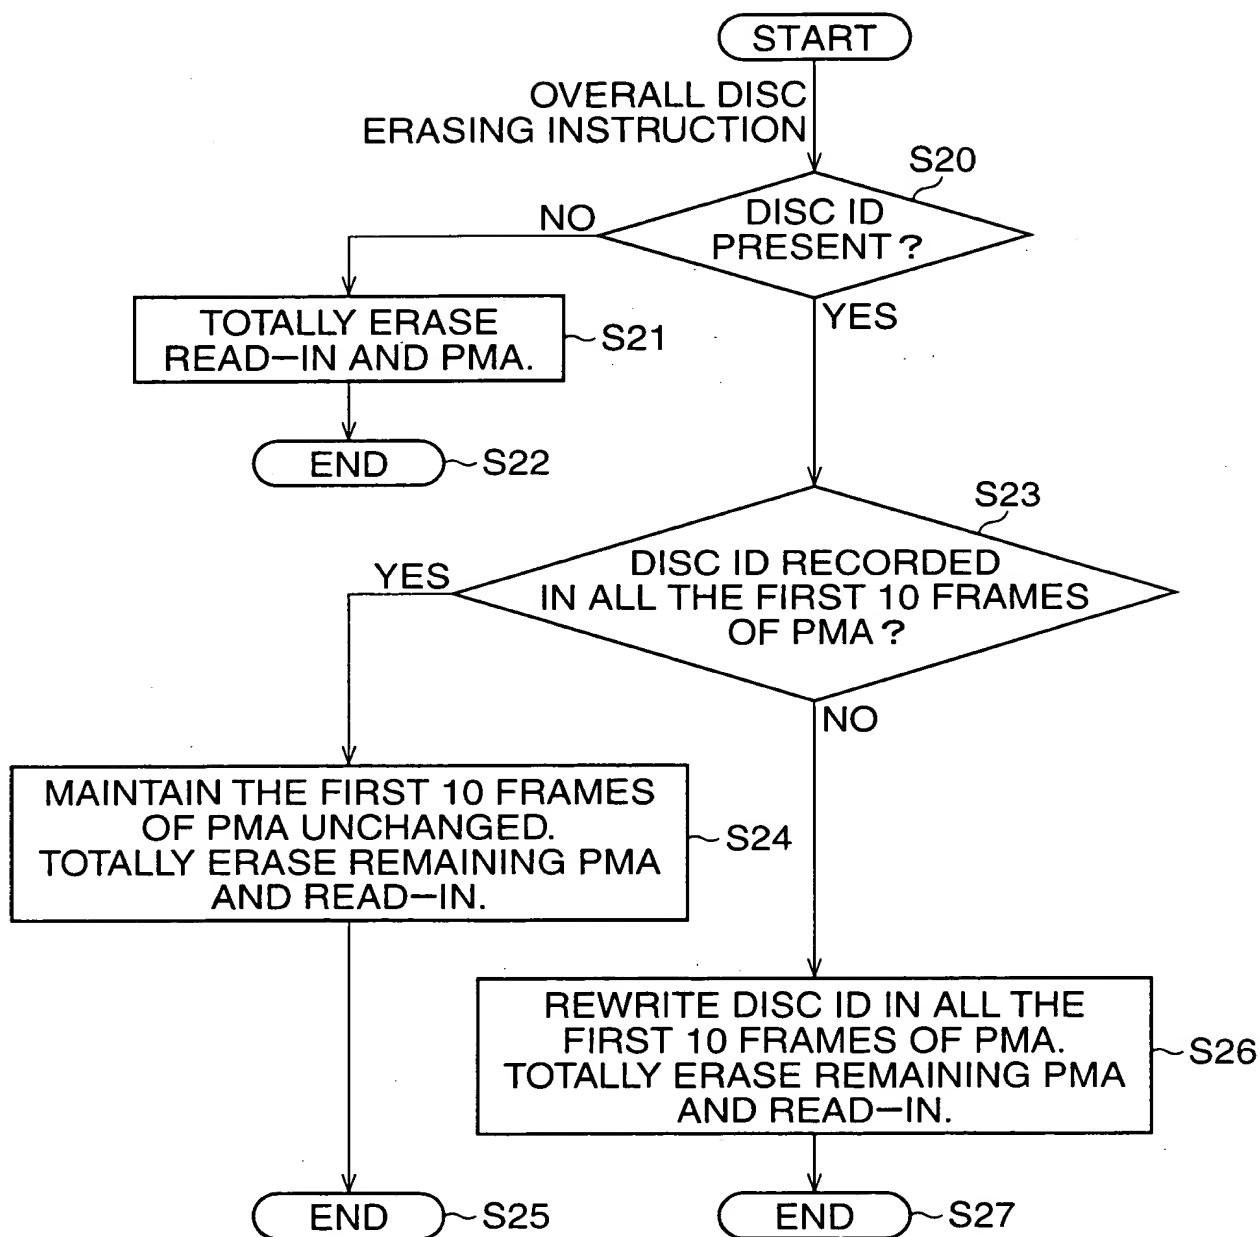 START
OVERALL DISC
ERASING INSTRUCTION
S20
NO
DISC ID
PRESENT ?
YES
TOTALLY ERASE
READ-IN AND PMA.
S21
END
S22
S23
YES
DISC ID RECORDED
IN ALL THE FIRST 10 FRAMES
OF PMA ?
NO
MAINTAIN THE FIRST 10 FRAMES
OF PMA UNCHANGED.
TOTALLY ERASE REMAINING PMA
AND READ-IN.
S24
REWRITE DISC ID IN ALL THE
FIRST 10 FRAMES OF PMA.
TOTALLY ERASE REMAINING PMA
AND READ-IN.
S26
END
S25
END
S27